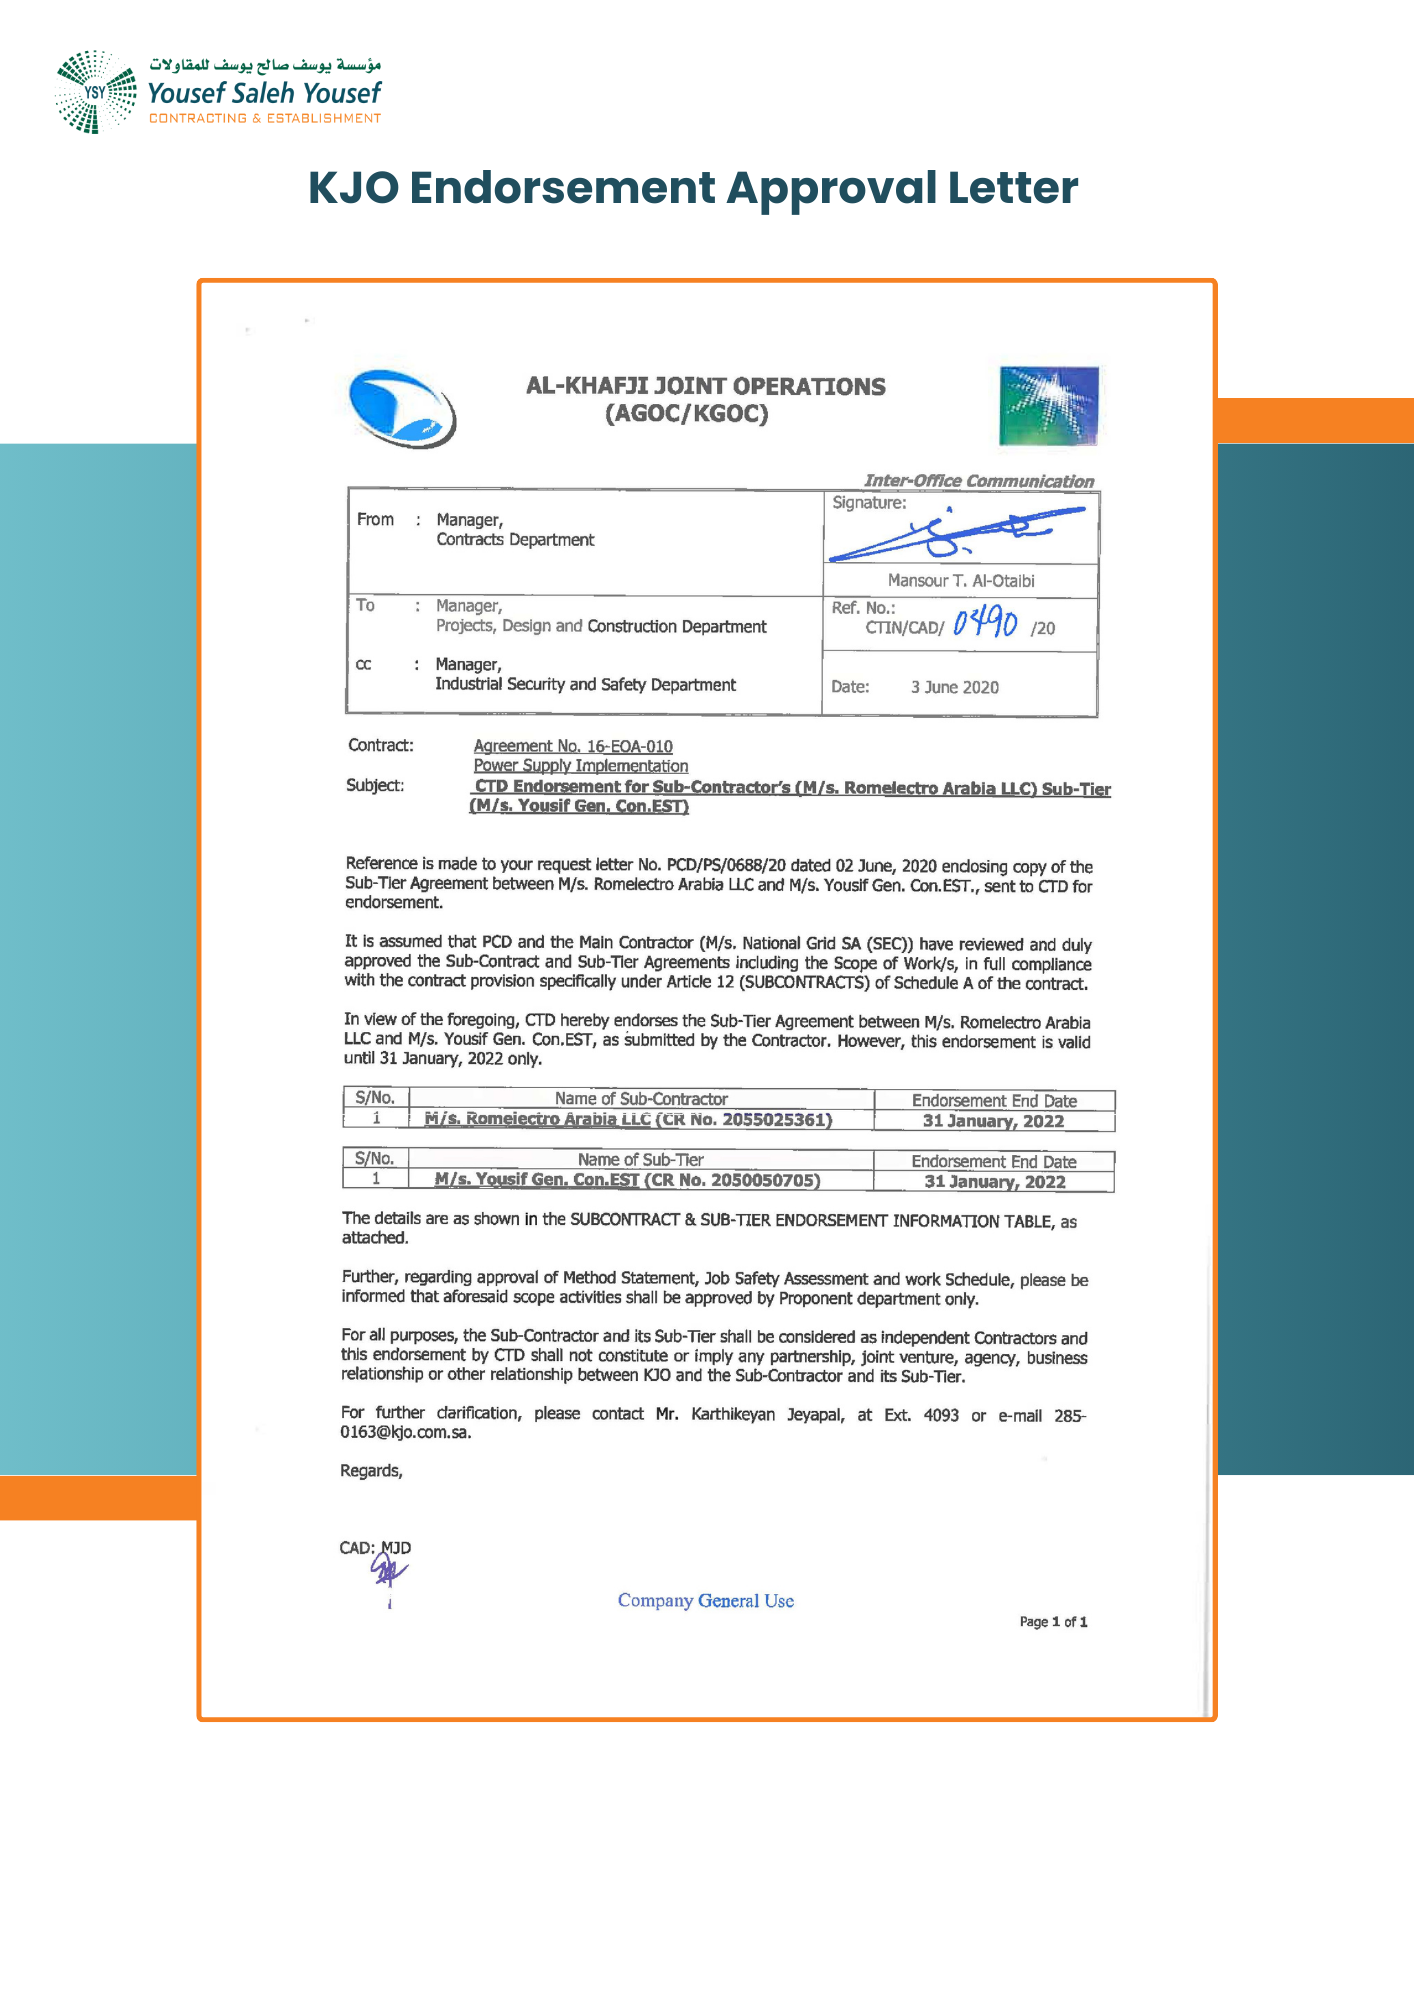 مؤسسة يوسف صالح يوسف للمقاولات
YSY
Yousef Saleh Yousef
CONTRACTING & ESTABLISHMENT
KJO Endorsement Approval Letter
AL-KHAFJI JOINT OPERATIONS
(AGOC/KGOC)
Inter-Office Communication
From : Manager,
Contracts Department
Signature:
Mansour T. Al-Otaibi
To : Manager,
Projects, Design and Construction Department
Ref. No.:
CTIN/CAD/ 0490 /20
cc : Manager,
Industrial Security and Safety Department
Date: 3 June 2020
Contract: Agreement No. 16-EOA-010
Power Supply Implementation
Subject: CTD Endorsement for Sub-Contractor's (M/s. Romelectro Arabia LLC) Sub-Tier
(M/s. Yousif Gen. Con.EST)
Reference is made to your request letter No. PCD/PS/0688/20 dated 02 June, 2020 enclosing copy of the
Sub-Tier Agreement between M/s. Romelectro Arabia LLC and M/s. Yousif Gen. Con.EST., sent to CTD for
endorsement.
It is assumed that PCD and the Main Contractor (M/s. National Grid SA (SEC)) have reviewed and duly
approved the Sub-Contract and Sub-Tier Agreements including the Scope of Work/s, in full compliance
with the contract provision specifically under Article 12 (SUBCONTRACTS) of Schedule A of the contract.
In view of the foregoing, CTD hereby endorses the Sub-Tier Agreement between M/s. Romelectro Arabia
LLC and M/s. Yousif Gen. Con.EST, as submitted by the Contractor. However, this endorsement is valid
until 31 January, 2022 only.
S/No. Name of Sub-Contractor Endorsement End Date
1 M/s. Romelectro Arabia LLC (CR No. 2055025361) 31 January, 2022
S/No. Name of Sub-Tier Endorsement End Date
1 M/s. Yousif Gen. Con.EST (CR No. 2050050705) 31 January, 2022
The details are as shown in the SUBCONTRACT & SUB-TIER ENDORSEMENT INFORMATION TABLE, as
attached.
Further, regarding approval of Method Statement, Job Safety Assessment and work Schedule, please be
informed that aforesaid scope activities shall be approved by Proponent department only.
For all purposes, the Sub-Contractor and its Sub-Tier shall be considered as independent Contractors and
this endorsement by CTD shall not constitute or imply any partnership, joint venture, agency, business
relationship or other relationship between KJO and the Sub-Contractor and its Sub-Tier.
For further clarification, please contact Mr. Karthikeyan Jeyapal, at Ext. 4093 or e-mail 285-
0163@kjo.com.sa.
Regards,
CAD: MJD
Company General Use
Page 1 of 1